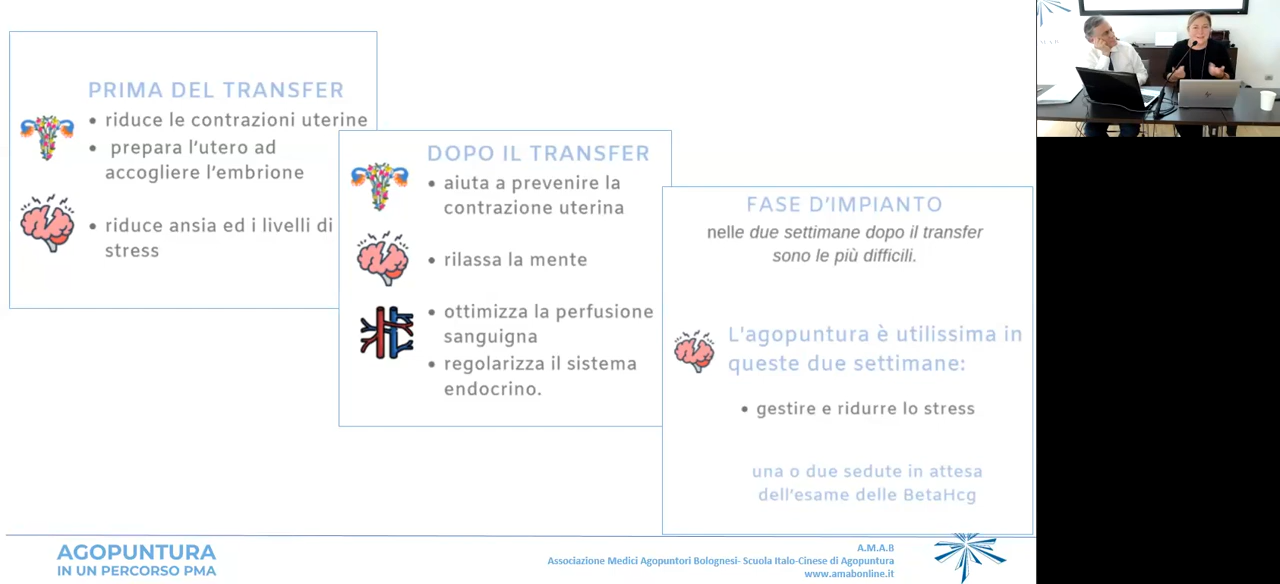 PRIMA DEL TRANSFER
• riduce le contrazioni uterine
• prepara l'utero ad
accogliere l'embrione
• riduce ansia ed i livelli di
stress
DOPO IL TRANSFER
• aiuta a prevenire la
contrazione uterina
• rilassa la mente
• ottimizza la perfusione
sanguigna
• regolarizza il sistema
endocrino.
FASE D'IMPIANTO
nelle due settimane dopo il transfer
sono le più difficili.
L'agopuntura è utilissima in
queste due settimane:
• gestire e ridurre lo stress
una o due sedute in attesa
dell'esame delle BetaHcg
AGOPUNTURA
IN UN PERCORSO PMA
A.M.A.B
Associazione Medici Agopuntori Bolognesi- Scuola Italo-Cinese di Agopuntura
www.amabonline.it